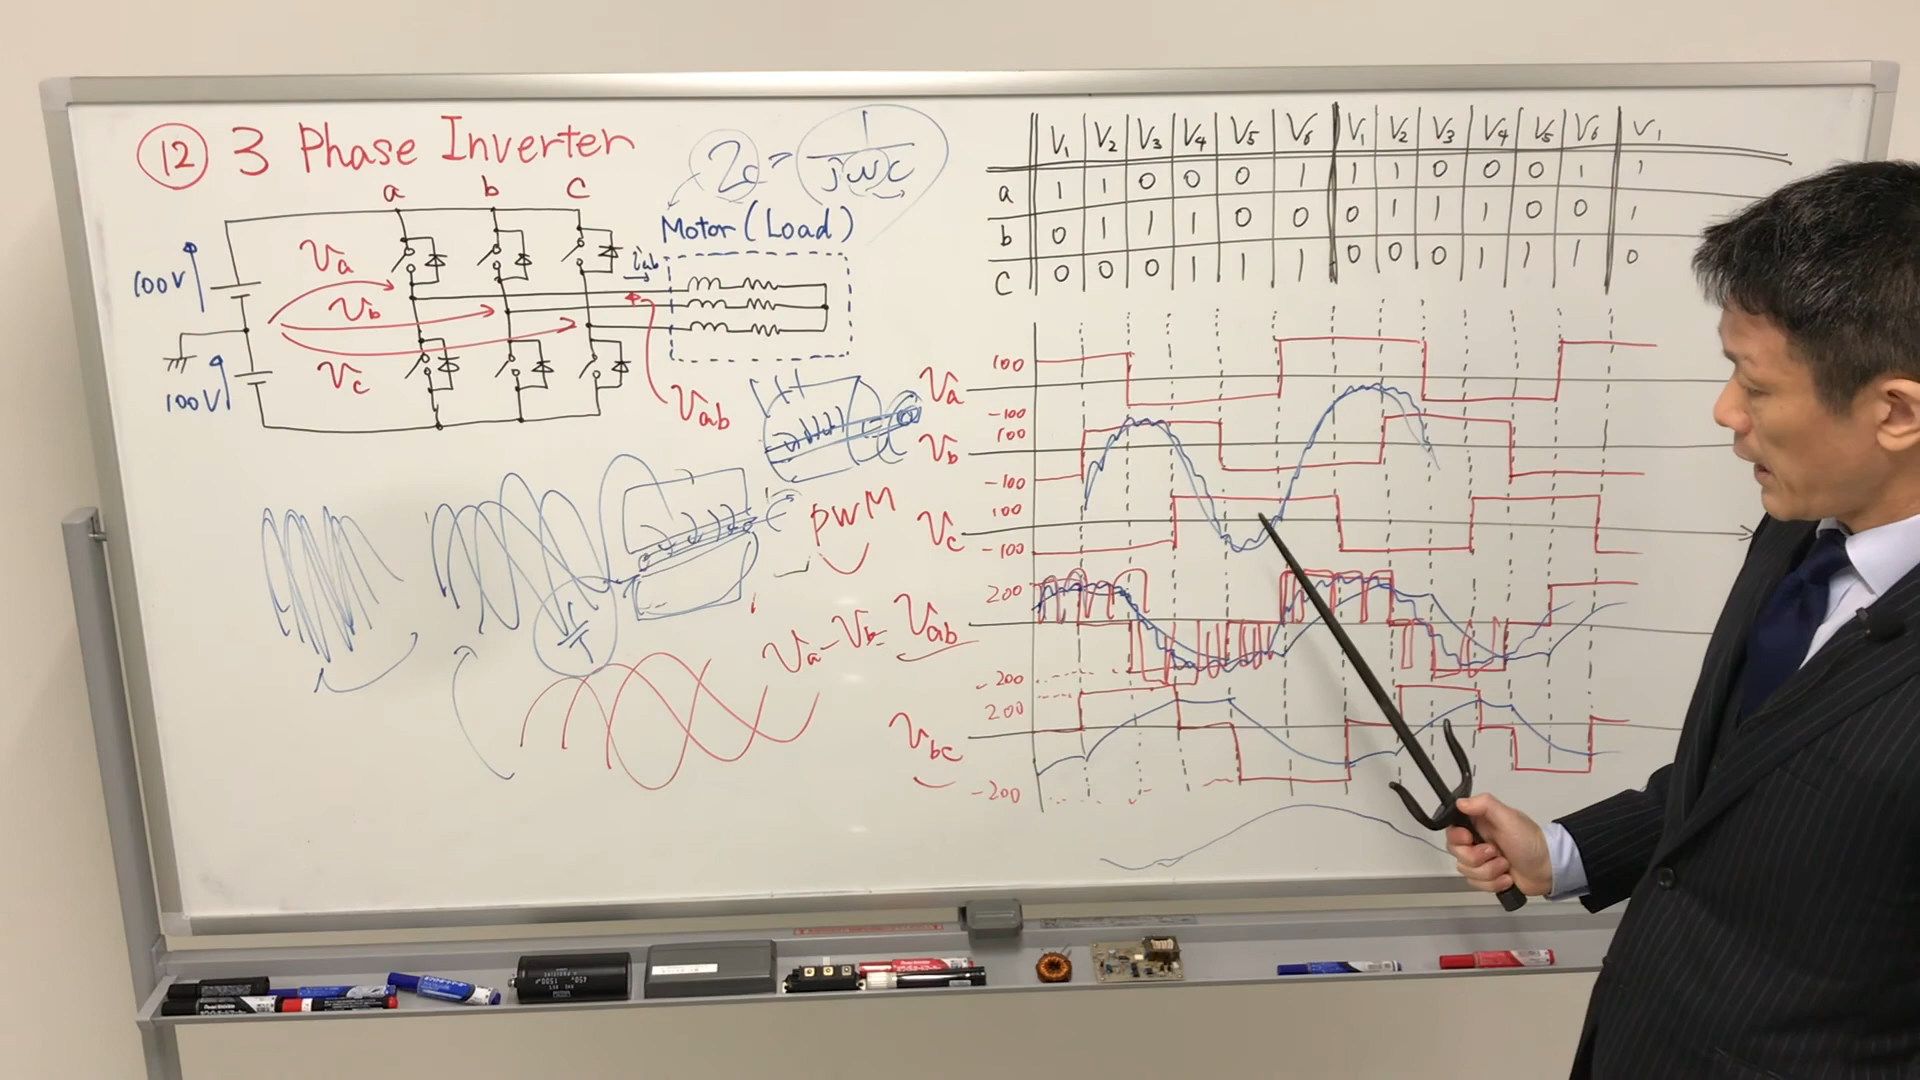 ⑫ 3 Phase Inverter
Zc = 1/jωC
a b c
Motor (Load)
100V
Va
Vb
Vc
100V
iab
Vab
PWM
V/f
Va - Vb = Vab
V1 V2 V3 V4 V5 V6 V1 V2 V3 V4 V5 V6 V1
a 1 1 0 0 0 1 1 1 0 0 0 1 1
b 0 1 1 1 0 0 0 1 1 1 0 0 1
c 0 0 0 1 1 1 0 0 0 1 1 1 0
100
Va
-100
100
Vb
-100
100
Vc
-100
200
-200
200
Vbc
-200